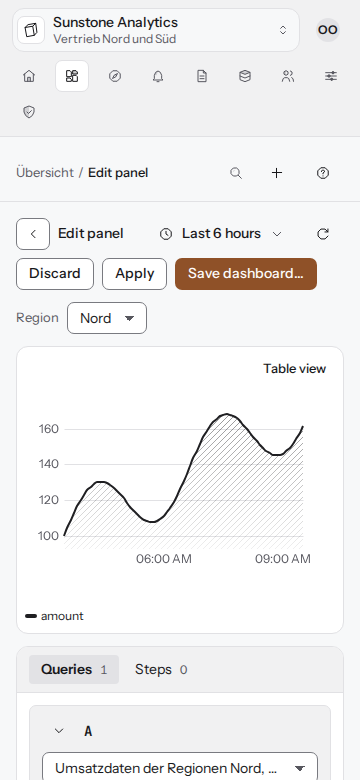 Sunstone Analytics
Vertrieb Nord und Süd
OO
Übersicht / Edit panel
Edit panel
Last 6 hours
Discard
Apply
Save dashboard...
Region
Nord
Table view
160
140
120
100
06:00 AM
09:00 AM
amount
Queries 1
Steps 0
A
Umsatzdaten der Regionen Nord, ...